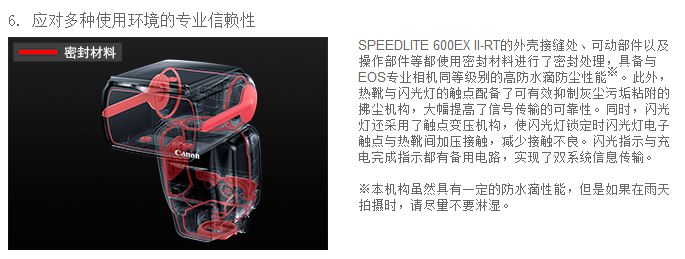 6. 应对多种使用环境的专业信赖性
密封材料
Canon
SPEEDLITE 600EX II-RT的外壳接缝处、可动部件以及
操作部件等都使用密封材料进行了密封处理，具备与
EOS专业相机同等级别的高防水滴防尘性能※。此外，
热靴与闪光灯的触点配备了可有效抑制灰尘污垢粘附的
拂尘机构，大幅提高了信号传输的可靠性。同时，闪光
灯还采用了触点变压机构，使闪光灯锁定时闪光灯电子
触点与热靴间加压接触，减少接触不良。闪光指示与充
电完成指示都有备用电路，实现了双系统信息传输。
※本机构虽然具有一定的防水滴性能，但是如果在雨天
拍摄时，请尽量不要淋湿。